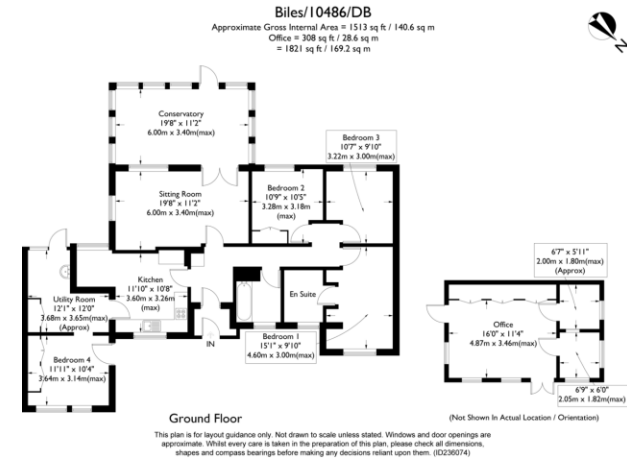 Biles/10486/DB
Approximate Gross Internal Area = 1513 sq ft / 140.6 sq m
Office = 308 sq ft / 28.6 sq m
= 1821 sq ft / 169.2 sq m
N
Conservatory
19'8" x 11'2"
6.00m x 3.40m(max)
Bedroom 3
10'7" x 9'10"
3.22m x 3.00m(max)
Sitting Room
19'8" x 11'2"
6.00m x 3.40m(max)
Bedroom 2
10'9" x 10'5"
3.28m x 3.18m
(max)
Kitchen
11'10" x 10'8"
3.60m x 3.26m
(max)
Utility Room
12'1" x 12'0"
3.68m x 3.65m(max)
(Approx)
En Suite
IN
Bedroom 1
15'1" x 9'10"
4.60m x 3.00m(max)
Bedroom 4
11'11" x 10'4"
3.64m x 3.14m(max)
6'7" x 5'11"
2.00m x 1.80m(max)
(Approx)
Office
16'0" x 11'4"
4.87m x 3.46m(max)
6'9" x 6'0"
2.05m x 1.82m(max)
Ground Floor
(Not Shown In Actual Location / Orientation)
This plan is for layout guidance only. Not drawn to scale unless stated. Windows and door openings are
approximate. Whilst every care is taken in the preparation of this plan, please check all dimensions,
shapes and compass bearings before making any decisions reliant upon them. (ID236074)